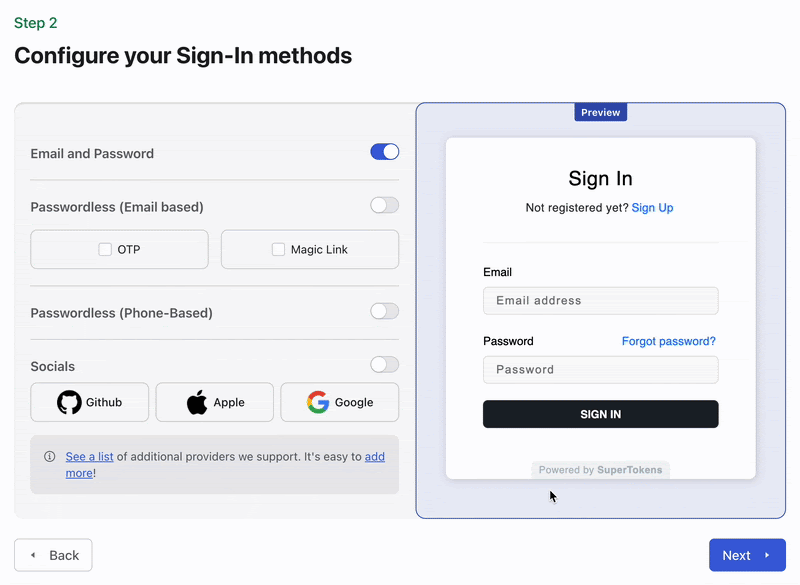 Step 2
Configure your Sign-In methods
Email and Password
Passwordless (Email based)
OTP
Magic Link
Passwordless (Phone-Based)
Socials
Github
Apple
Google
See a list of additional providers we support. It's easy to add
more!
Preview
Sign In
Not registered yet? Sign Up
Email
Email address
Password
Forgot password?
Password
SIGN IN
Powered by SuperTokens
Back
Next